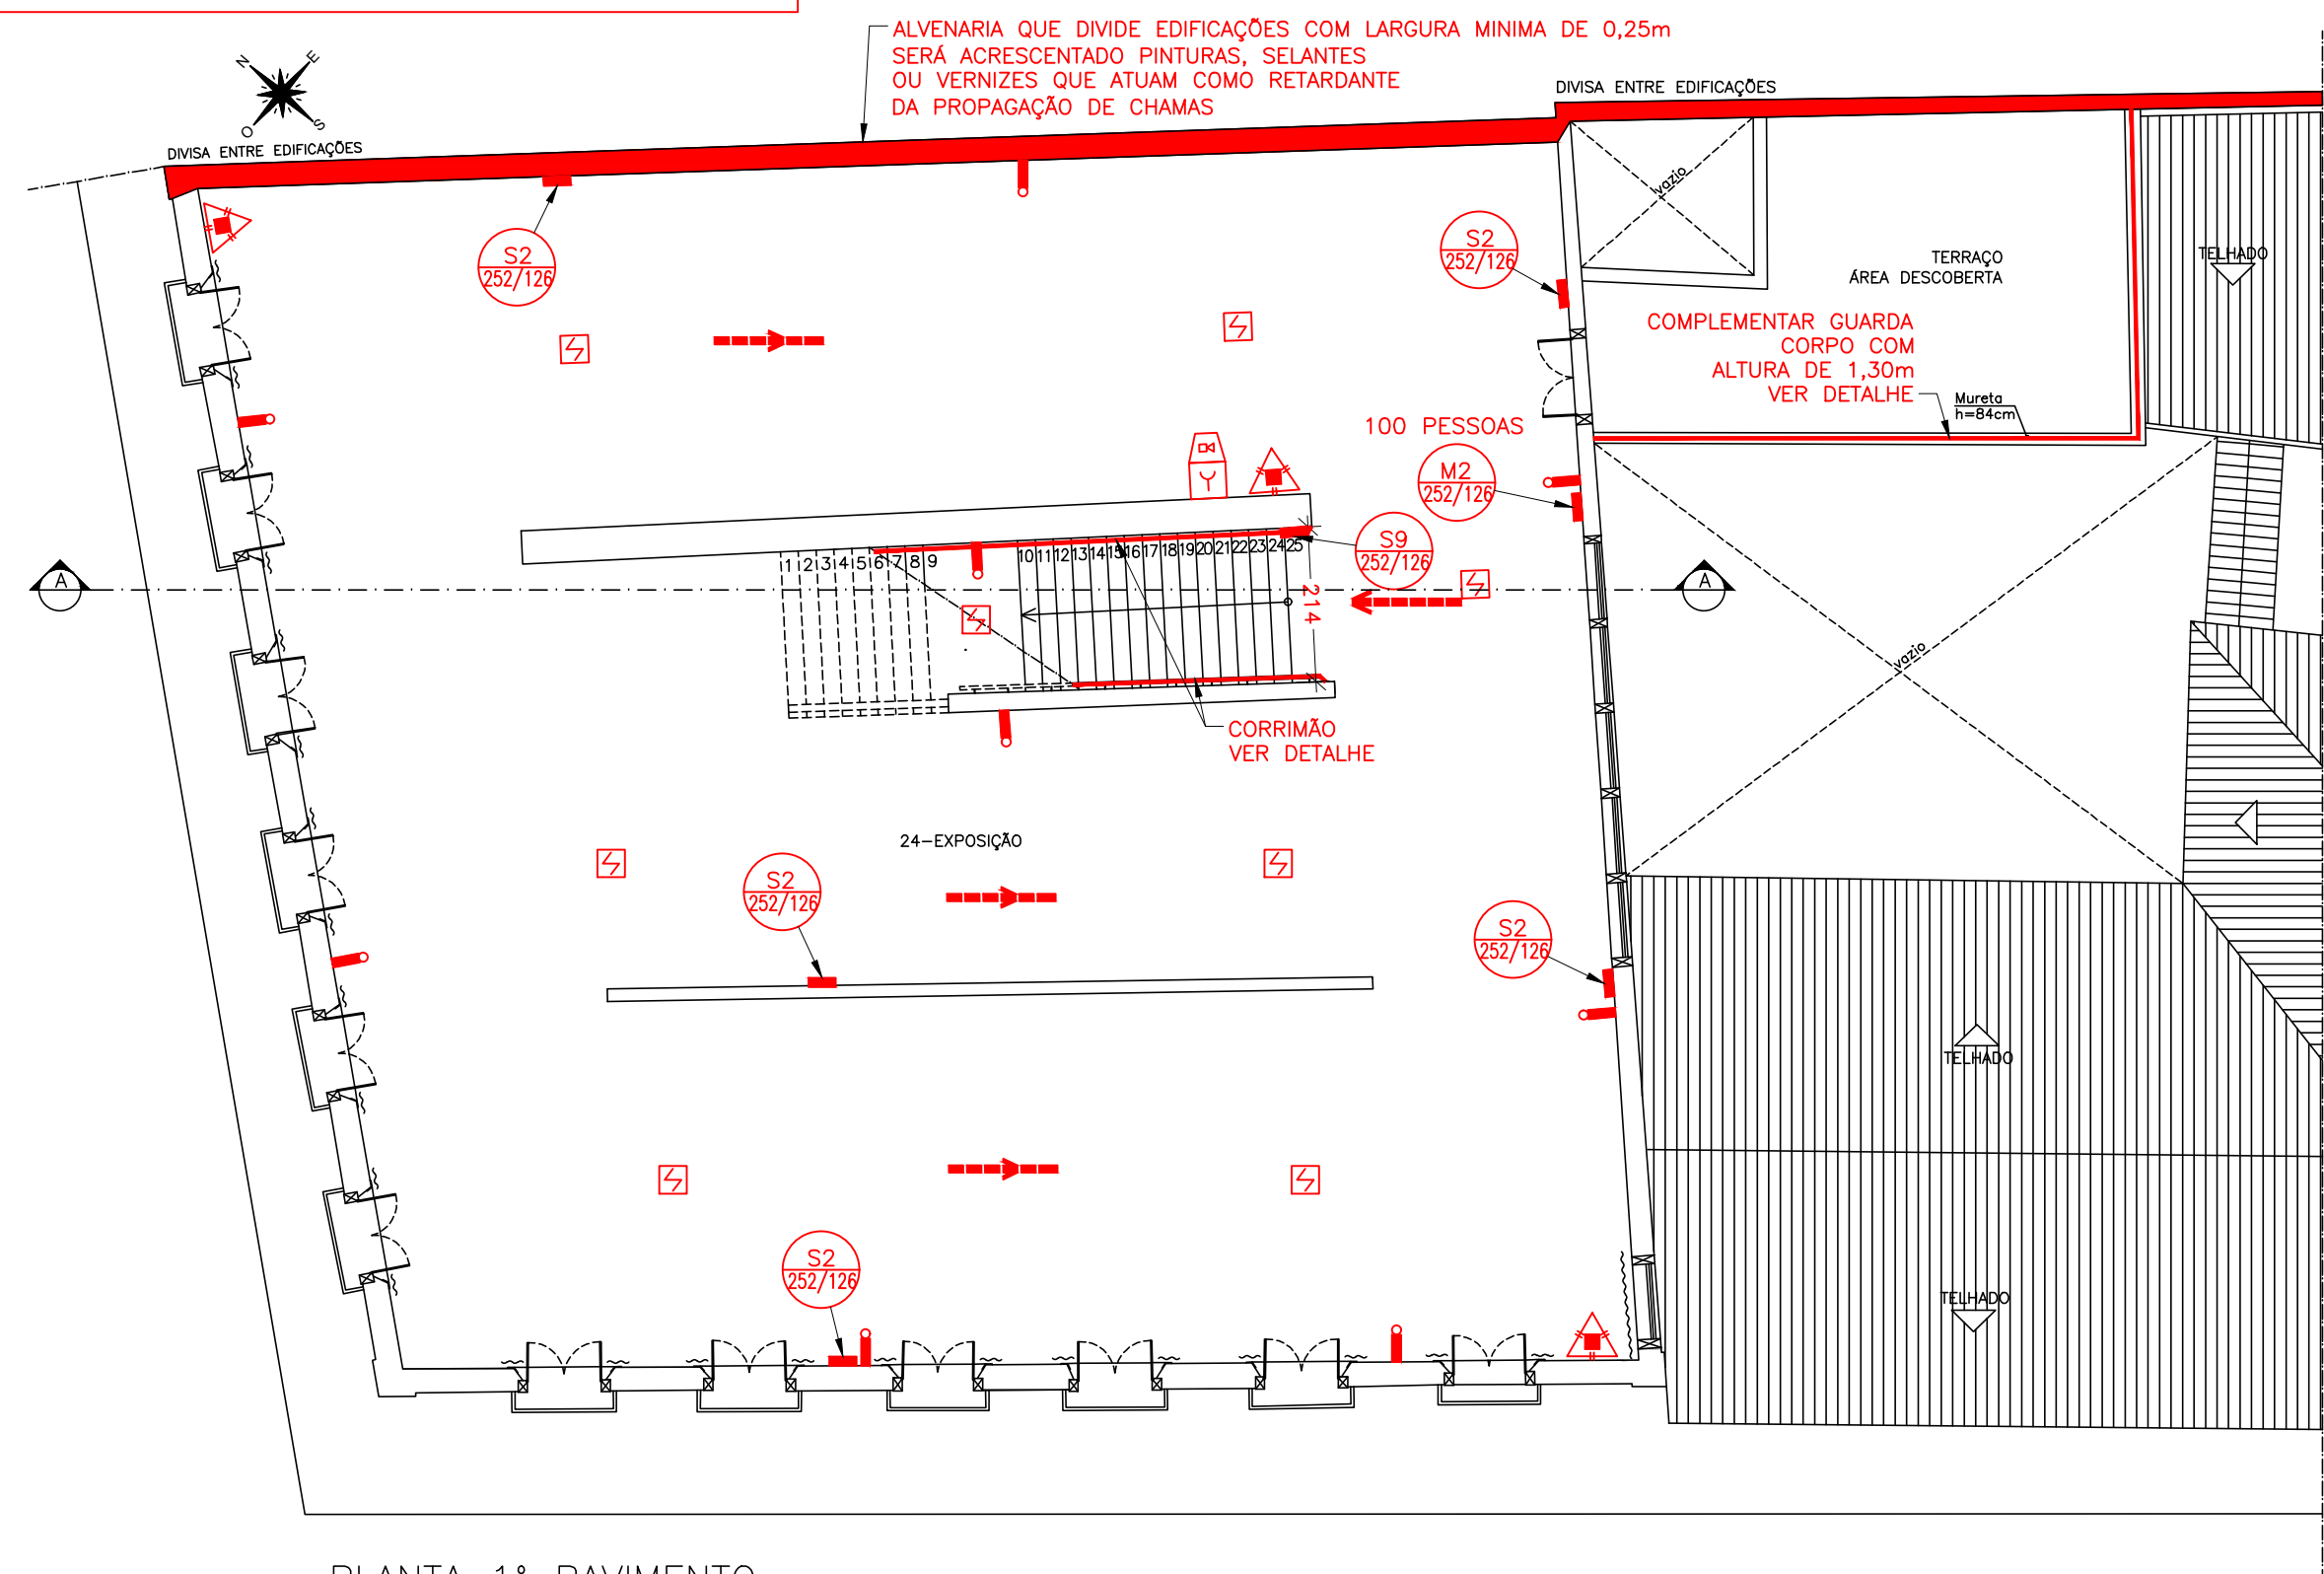 ALVENARIA QUE DIVIDE EDIFICAÇÕES COM LARGURA MINIMA DE 0,25m
SERÁ ACRESCENTADO PINTURAS, SELANTES
OU VERNIZES QUE ATUAM COMO RETARDANTE
DA PROPAGAÇÃO DE CHAMAS
N
E
O
S
DIVISA ENTRE EDIFICAÇÕES
DIVISA ENTRE EDIFICAÇÕES
vazio
TERRAÇO
ÁREA DESCOBERTA
TELHADO
S2
252/126
S2
252/126
COMPLEMENTAR GUARDA
CORPO COM
ALTURA DE 1,30m
VER DETALHE
Mureta
h=84cm
100 PESSOAS
M2
252/126
S9
252/126
1 2 3 4 5 6 7 8 9
10 11 12 13 14 15 16 17 18 19 20 21 22 23 24 25
A
A
214
vazio
CORRIMÃO
VER DETALHE
24-EXPOSIÇÃO
S2
252/126
S2
252/126
TELHADO
S2
252/126
TELHADO
PLANTA 1º PAVIMENTO